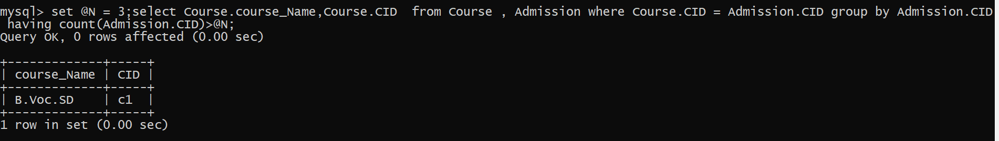 mysql> set @N = 3;select Course.course_Name,Course.CID  from Course , Admission where Course.CID = Admission.CID group by Admission.CID
 having count(Admission.CID)>@N;
Query OK, 0 rows affected (0.00 sec)

+-------------+-----+
| course_Name | CID |
+-------------+-----+
| B.Voc.SD    | c1  |
+-------------+-----+
1 row in set (0.00 sec)